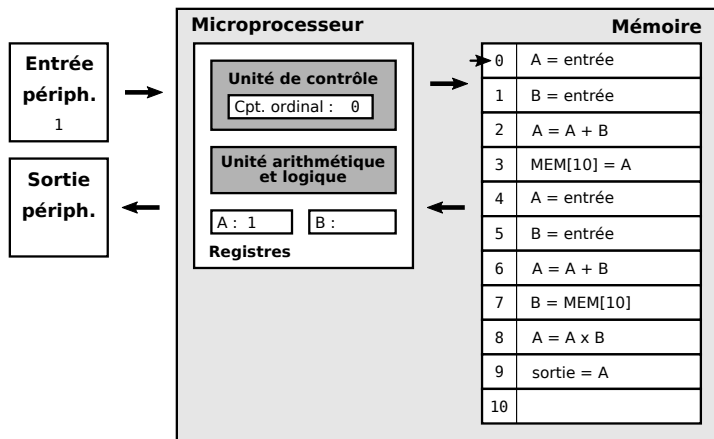 Microprocesseur
Mémoire
Entrée
périph.
1
Sortie
périph.
Unité de contrôle
Cpt. ordinal : 0
Unité arithmétique
et logique
A : 1
B :
Registres
0 A = entrée
1 B = entrée
2 A = A + B
3 MEM[10] = A
4 A = entrée
5 B = entrée
6 A = A + B
7 B = MEM[10]
8 A = A x B
9 sortie = A
10